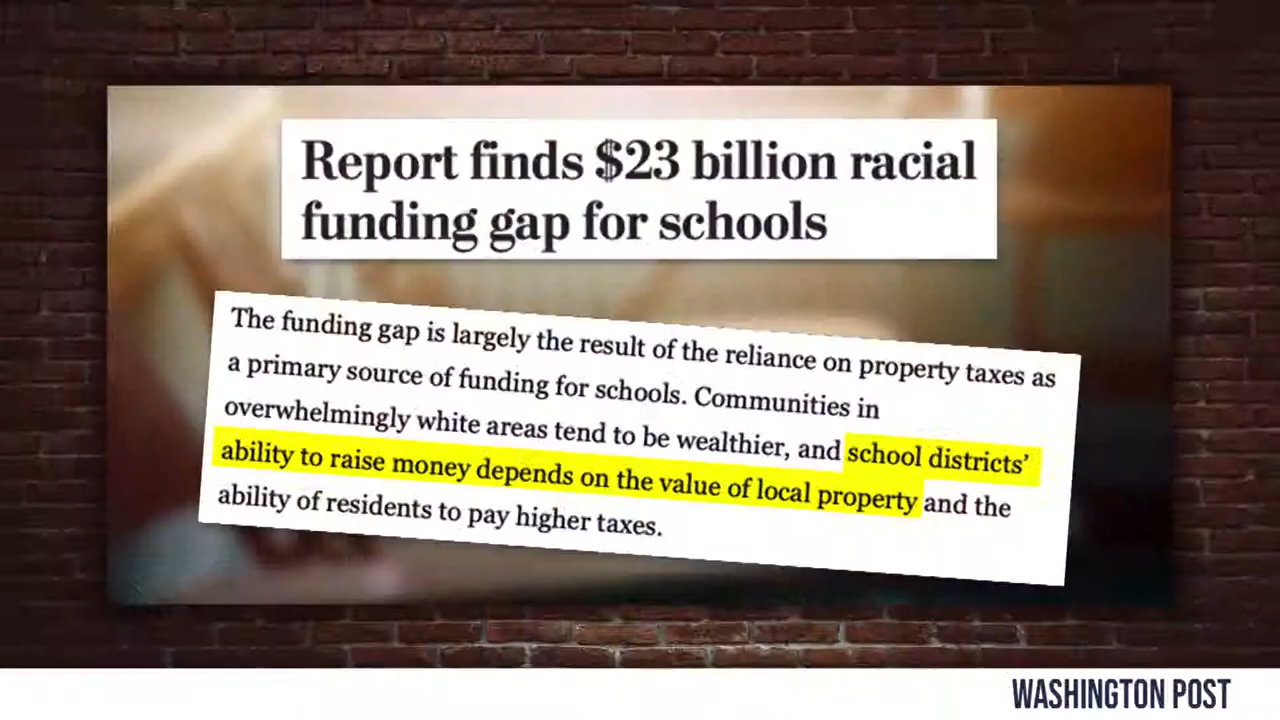 Report finds $23 billion racial
funding gap for schools
The funding gap is largely the result of the reliance on property taxes as
a primary source of funding for schools. Communities in
overwhelmingly white areas tend to be wealthier, and school districts’
ability to raise money depends on the value of local property and the
ability of residents to pay higher taxes.
WASHINGTON POST